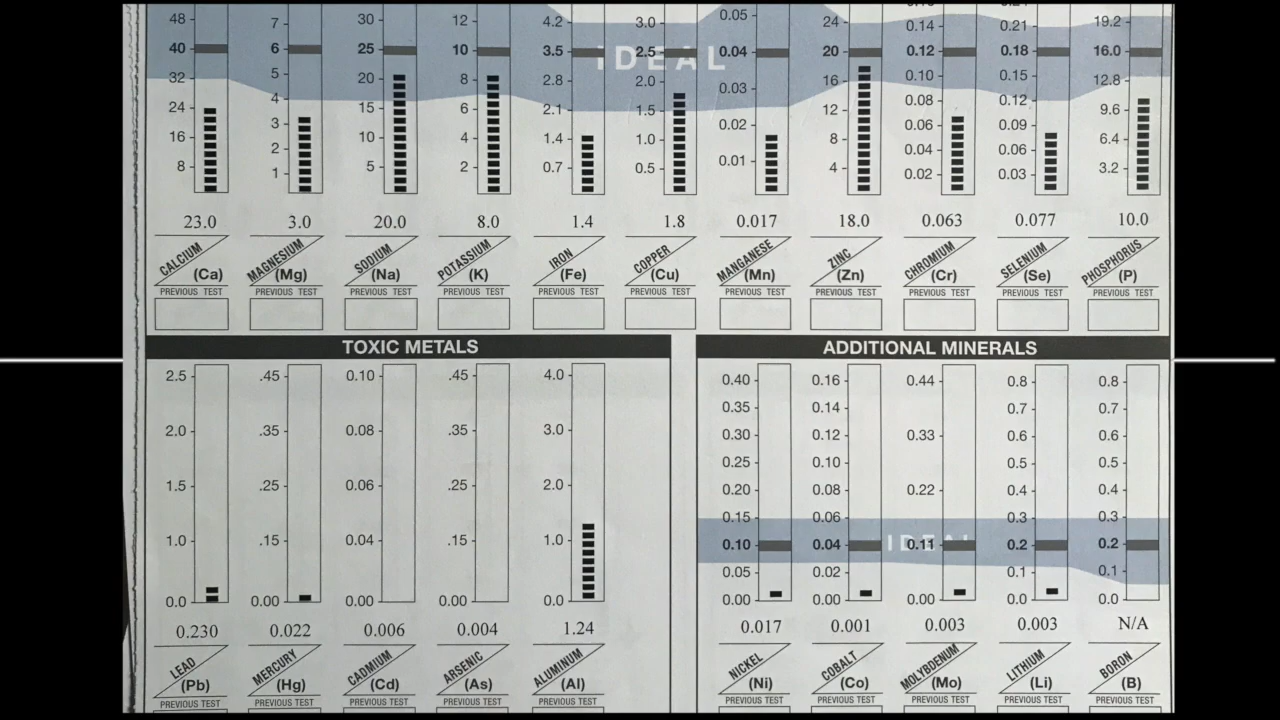 48 7 30 12 4.2 3.0 0.05 24 0.14 0.21 19.2
40 6 25 10 3.5 2.5 0.04 20 0.12 0.18 16.0
IDEAL
32 5 20 8 2.8 2.0 0.03 16 0.10 0.15 12.8
24 4 15 6 2.1 1.5 0.02 12 0.08 0.12 9.6
16 3 10 4 1.4 1.0 0.01 8 0.06 0.09 6.4
8 2 5 2 0.7 0.5 4 0.04 0.06 3.2
1 0.02 0.03
23.0 3.0 20.0 8.0 1.4 1.8 0.017 18.0 0.063 0.077 10.0
CALCIUM MAGNESIUM SODIUM POTASSIUM IRON COPPER MANGANESE ZINC CHROMIUM SELENIUM PHOSPHORUS
(Ca) (Mg) (Na) (K) (Fe) (Cu) (Mn) (Zn) (Cr) (Se) (P)
PREVIOUS TEST PREVIOUS TEST PREVIOUS TEST PREVIOUS TEST PREVIOUS TEST PREVIOUS TEST PREVIOUS TEST PREVIOUS TEST PREVIOUS TEST PREVIOUS TEST PREVIOUS TEST
TOXIC METALS
2.5 .45 0.10 .45 4.0
2.0 .35 0.08 .35 3.0
1.5 .25 0.06 .25 2.0
1.0 .15 0.04 .15 1.0
0.0 0.00 0.00 0.00 0.0
0.230 0.022 0.006 0.004 1.24
LEAD MERCURY CADMIUM ARSENIC ALUMINUM
(Pb) (Hg) (Cd) (As) (Al)
PREVIOUS TEST PREVIOUS TEST PREVIOUS TEST PREVIOUS TEST PREVIOUS TEST
ADDITIONAL MINERALS
0.40 0.16 0.44 0.8 0.8
0.35 0.14 0.7 0.7
0.30 0.12 0.33 0.6 0.6
0.25 0.10 0.5 0.5
0.20 0.08 0.22 0.4 0.4
0.15 0.06 0.3 0.3
0.10 0.04 IDEAL 0.11 0.2 0.2
0.05 0.02 0.1 0.1
0.00 0.00 0.00 0.0 0.0
0.017 0.001 0.003 0.003 N/A
NICKEL COBALT MOLYBDENUM LITHIUM BORON
(Ni) (Co) (Mo) (Li) (B)
PREVIOUS TEST PREVIOUS TEST PREVIOUS TEST PREVIOUS TEST PREVIOUS TEST